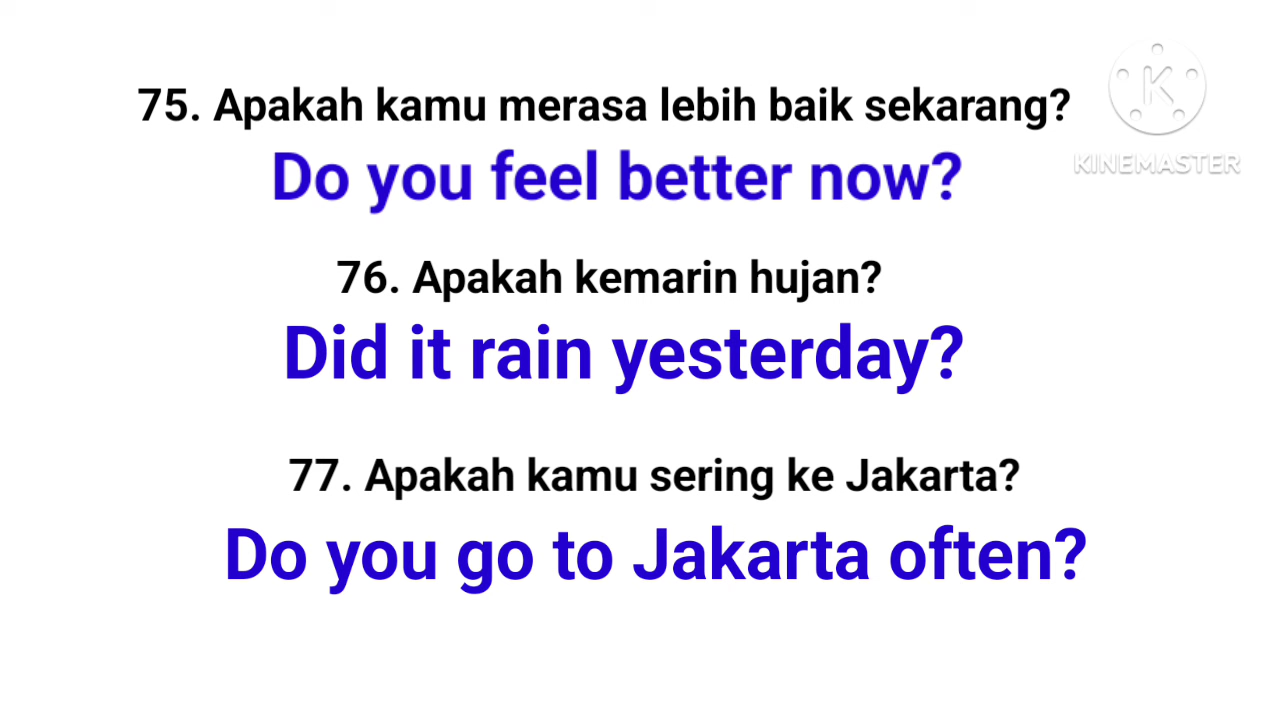 75. Apakah kamu merasa lebih baik sekarang?
Do you feel better now?
76. Apakah kemarin hujan?
Did it rain yesterday?
77. Apakah kamu sering ke Jakarta?
Do you go to Jakarta often?
K
KINEMASTER